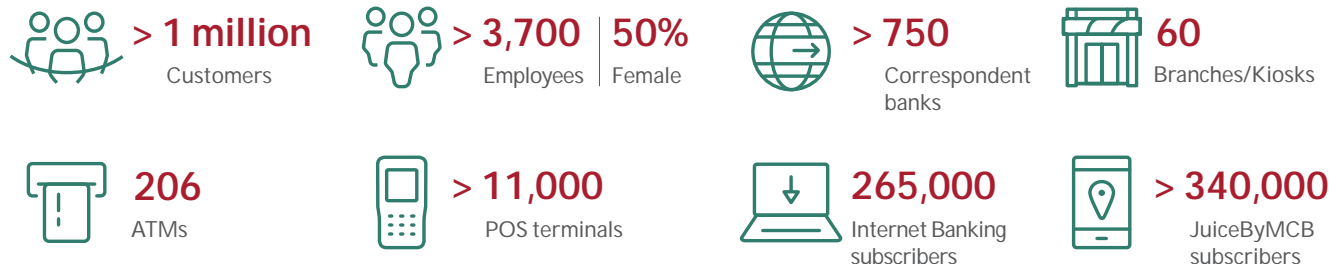 > 1 million
Customers
> 3,700
Employees
50%
Female
> 750
Correspondent
banks
60
Branches/Kiosks
206
ATMs
> 11,000
POS terminals
265,000
Internet Banking
subscribers
> 340,000
JuiceByMCB
subscribers